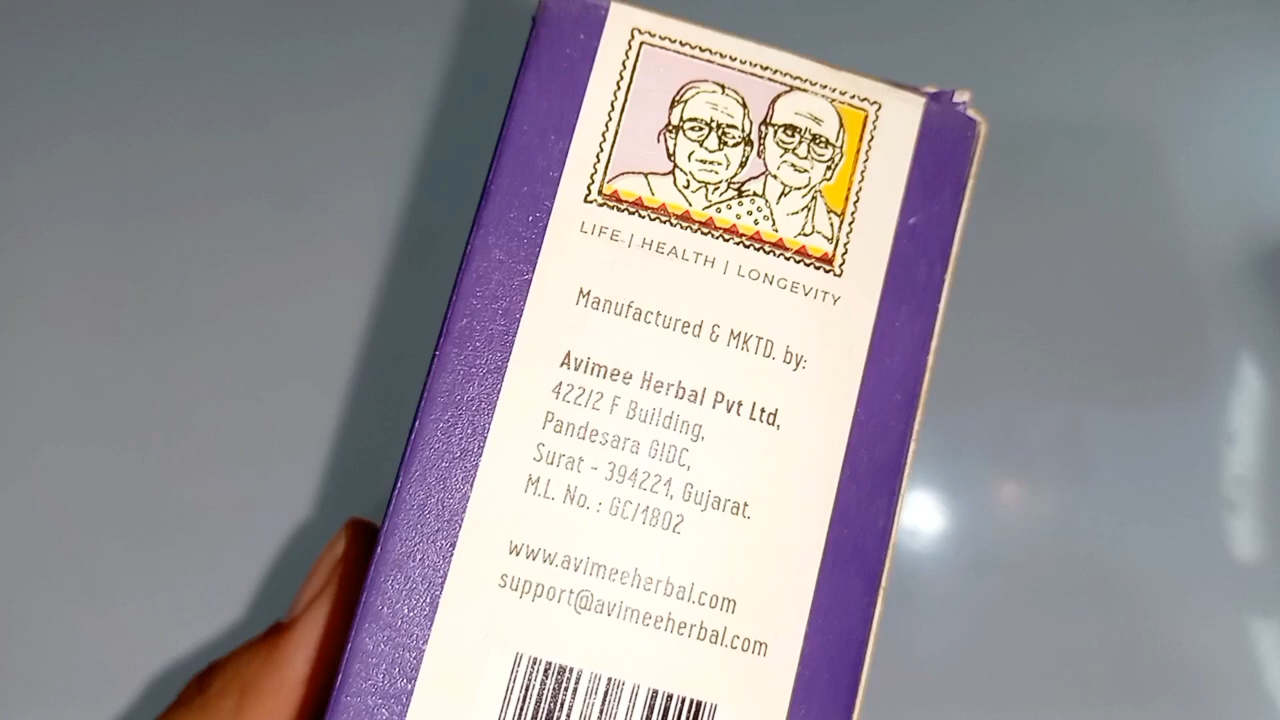 LIFE | HEALTH | LONGEVITY
Manufactured & MKTD. by:
Avimee Herbal Pvt Ltd,
422/2 F Building,
Pandesara GIDC,
Surat - 394221, Gujarat.
M.L. No. : GC/1802
www.avimeeherbal.com
support@avimeeherbal.com